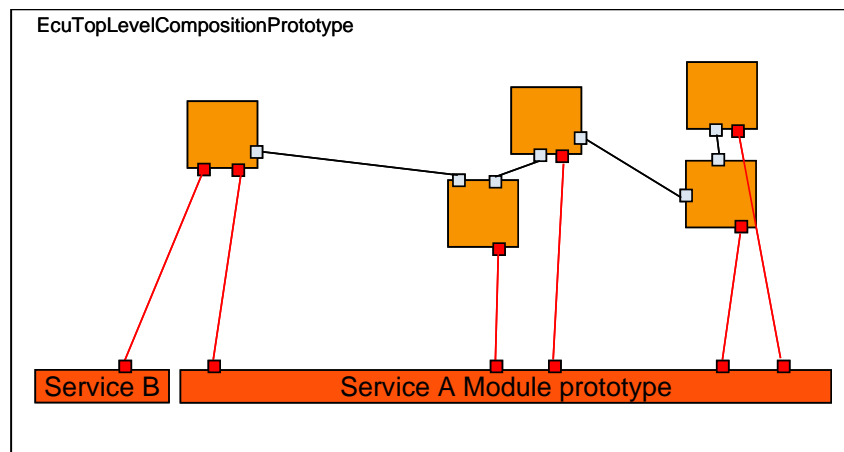 EcuTopLevelCompositionPrototype
Service B
Service A Module prototype